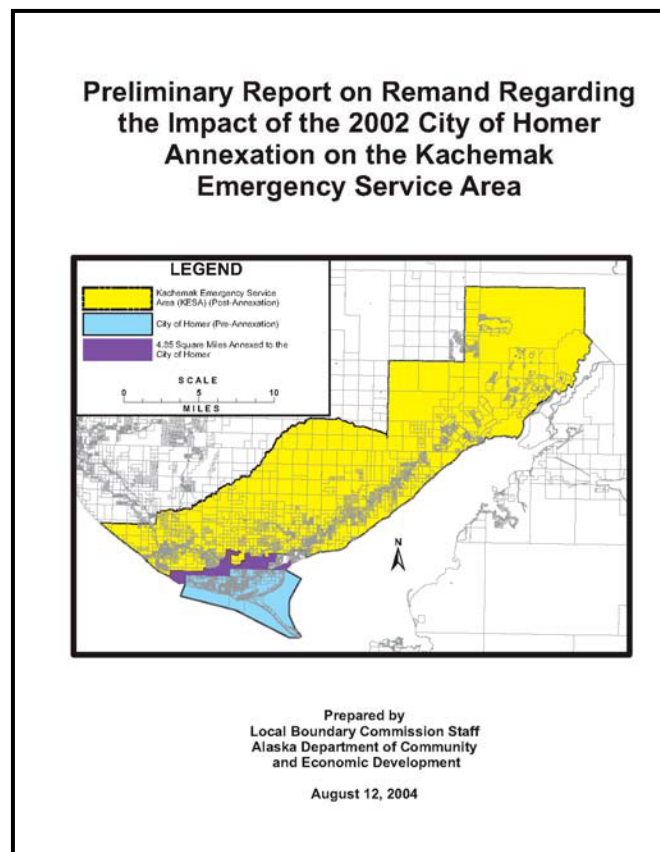 Preliminary Report on Remand Regarding
the Impact of the 2002 City of Homer
Annexation on the Kachemak
Emergency Service Area
LEGEND
Kachemak Emergency Service
Area (KESA) (Post-Annexation)
City of Homer (Pre-Annexation)
4.85 Square Miles Annexed to the
City of Homer
SCALE
0 5 10
MILES
N
Prepared by
Local Boundary Commission Staff
Alaska Department of Community
and Economic Development
August 12, 2004